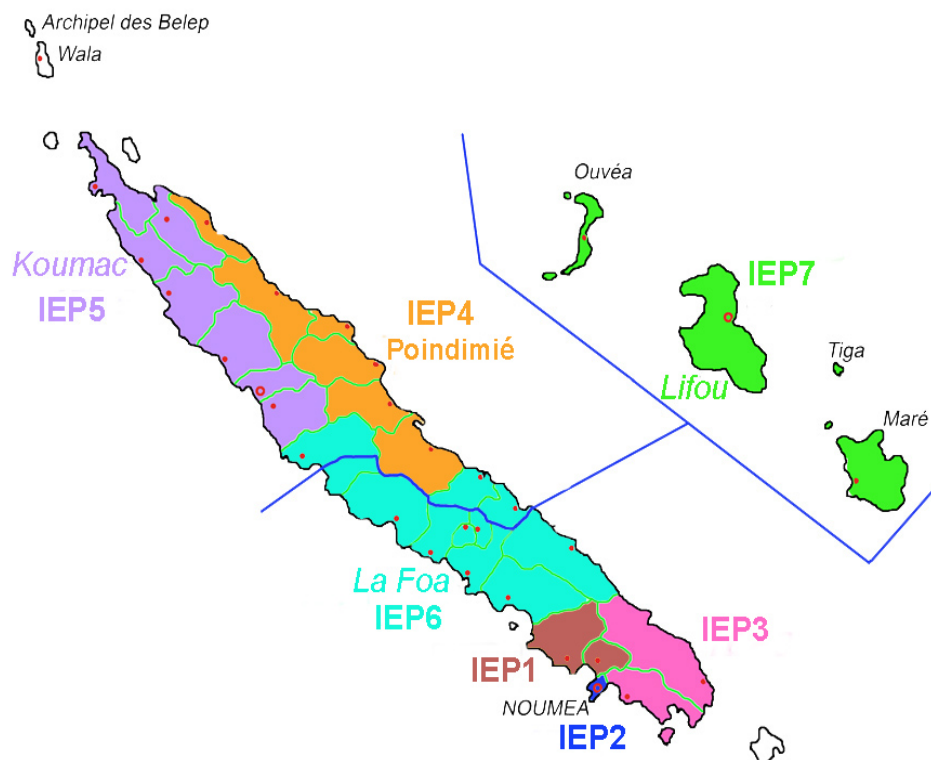 Archipel des Belep
Wala
Ouvéa
Koumac
IEP5
IEP7
IEP4
Poindimié
Tiga
Lifou
Maré
La Foa
IEP6
IEP3
IEP1
NOUMEA
IEP2